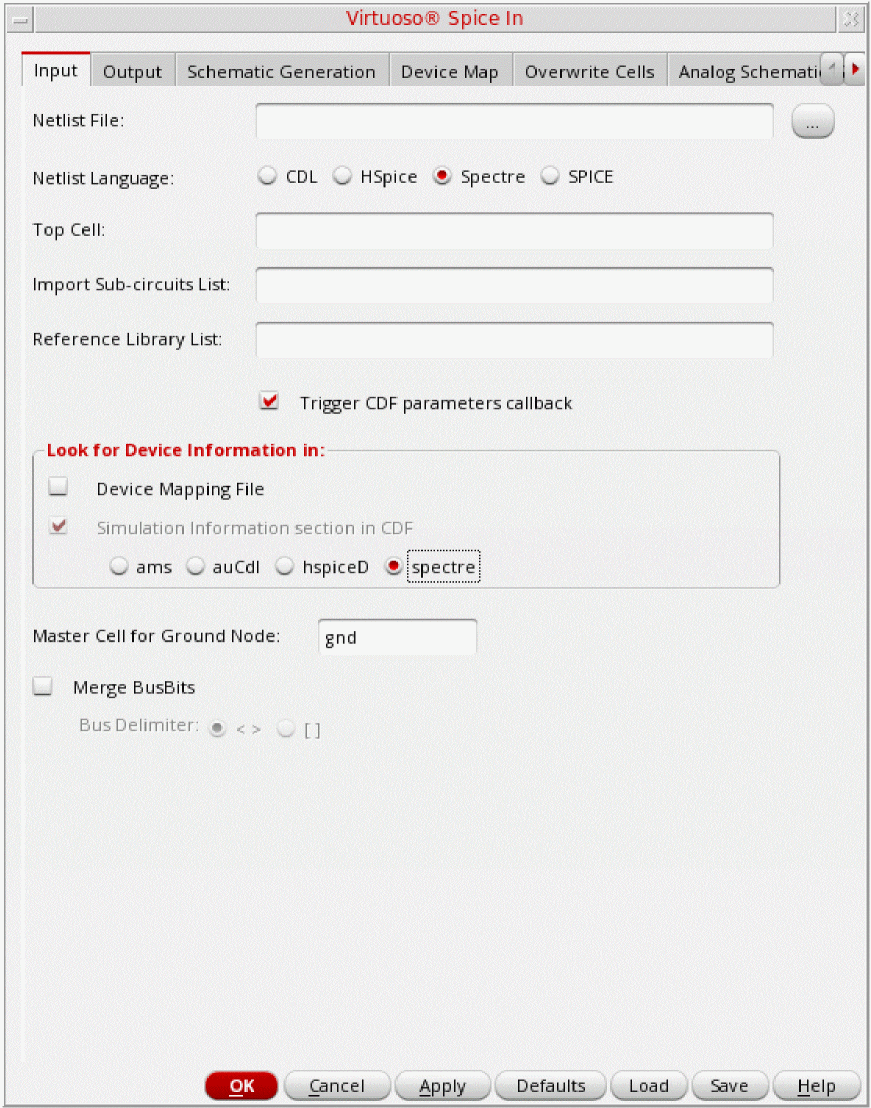 Virtuoso® Spice In
Input Output Schematic Generation Device Map Overwrite Cells Analog Schemati
Netlist File: ...
Netlist Language: CDL HSpice Spectre SPICE
Top Cell:
Import Sub-circuits List:
Reference Library List:
Trigger CDF parameters callback
Look for Device Information in:
Device Mapping File
Simulation Information section in CDF
ams auCdl hspiceD spectre
Master Cell for Ground Node: gnd
Merge BusBits
Bus Delimiter: < > [ ]
OK Cancel Apply Defaults Load Save Help